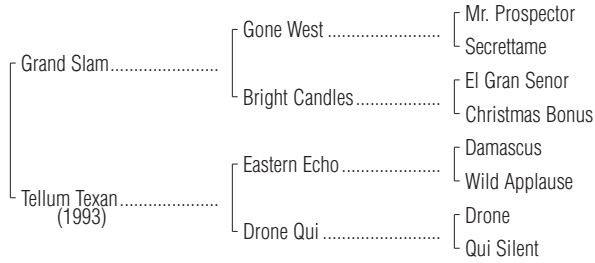 Mr. Prospector
Gone West
Secrettame
Grand Slam
El Gran Senor
Bright Candles
Christmas Bonus
Damascus
Eastern Echo
Wild Applause
Tellum Texan
(1993)
Drone
Drone Qui
Qui Silent